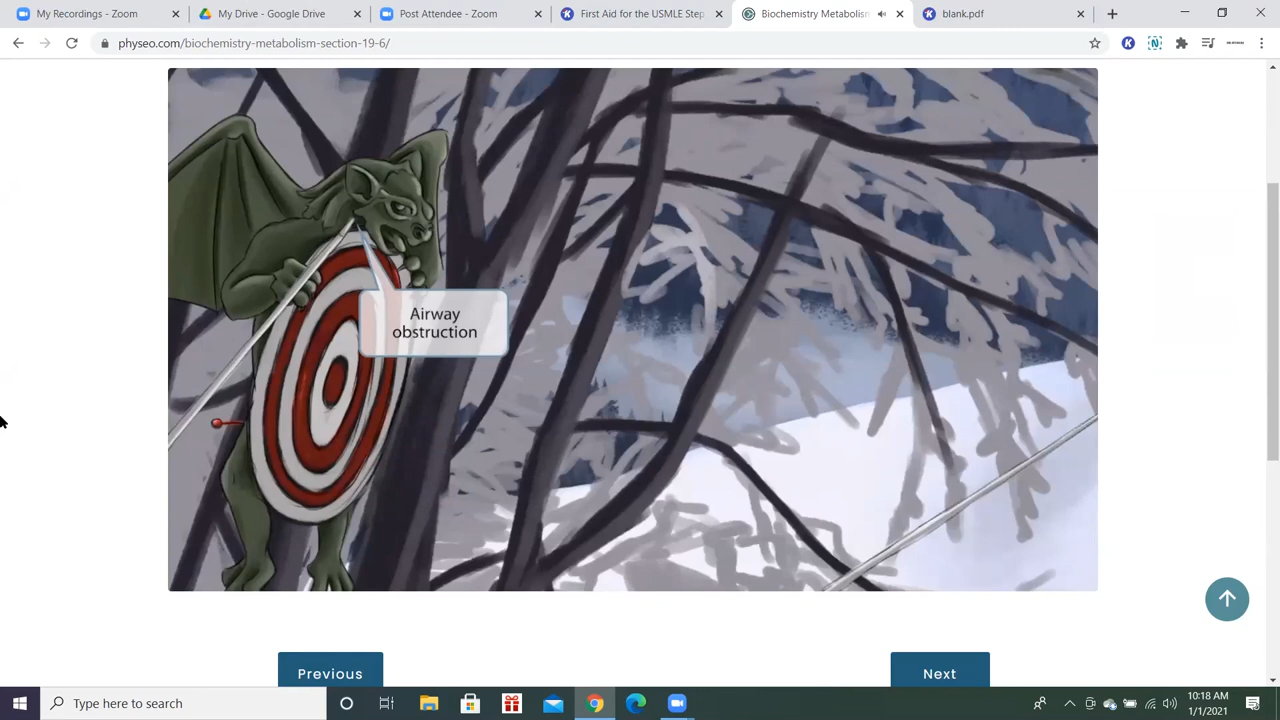 My Recordings - Zoom
My Drive - Google Drive
Post Attendee - Zoom
First Aid for the USMLE Step
Biochemistry Metabolism
blank.pdf
physeo.com/biochemistry-metabolism-section-19-6/
Airway
obstruction
Previous
Next
Type here to search
10:18 AM
1/1/2021